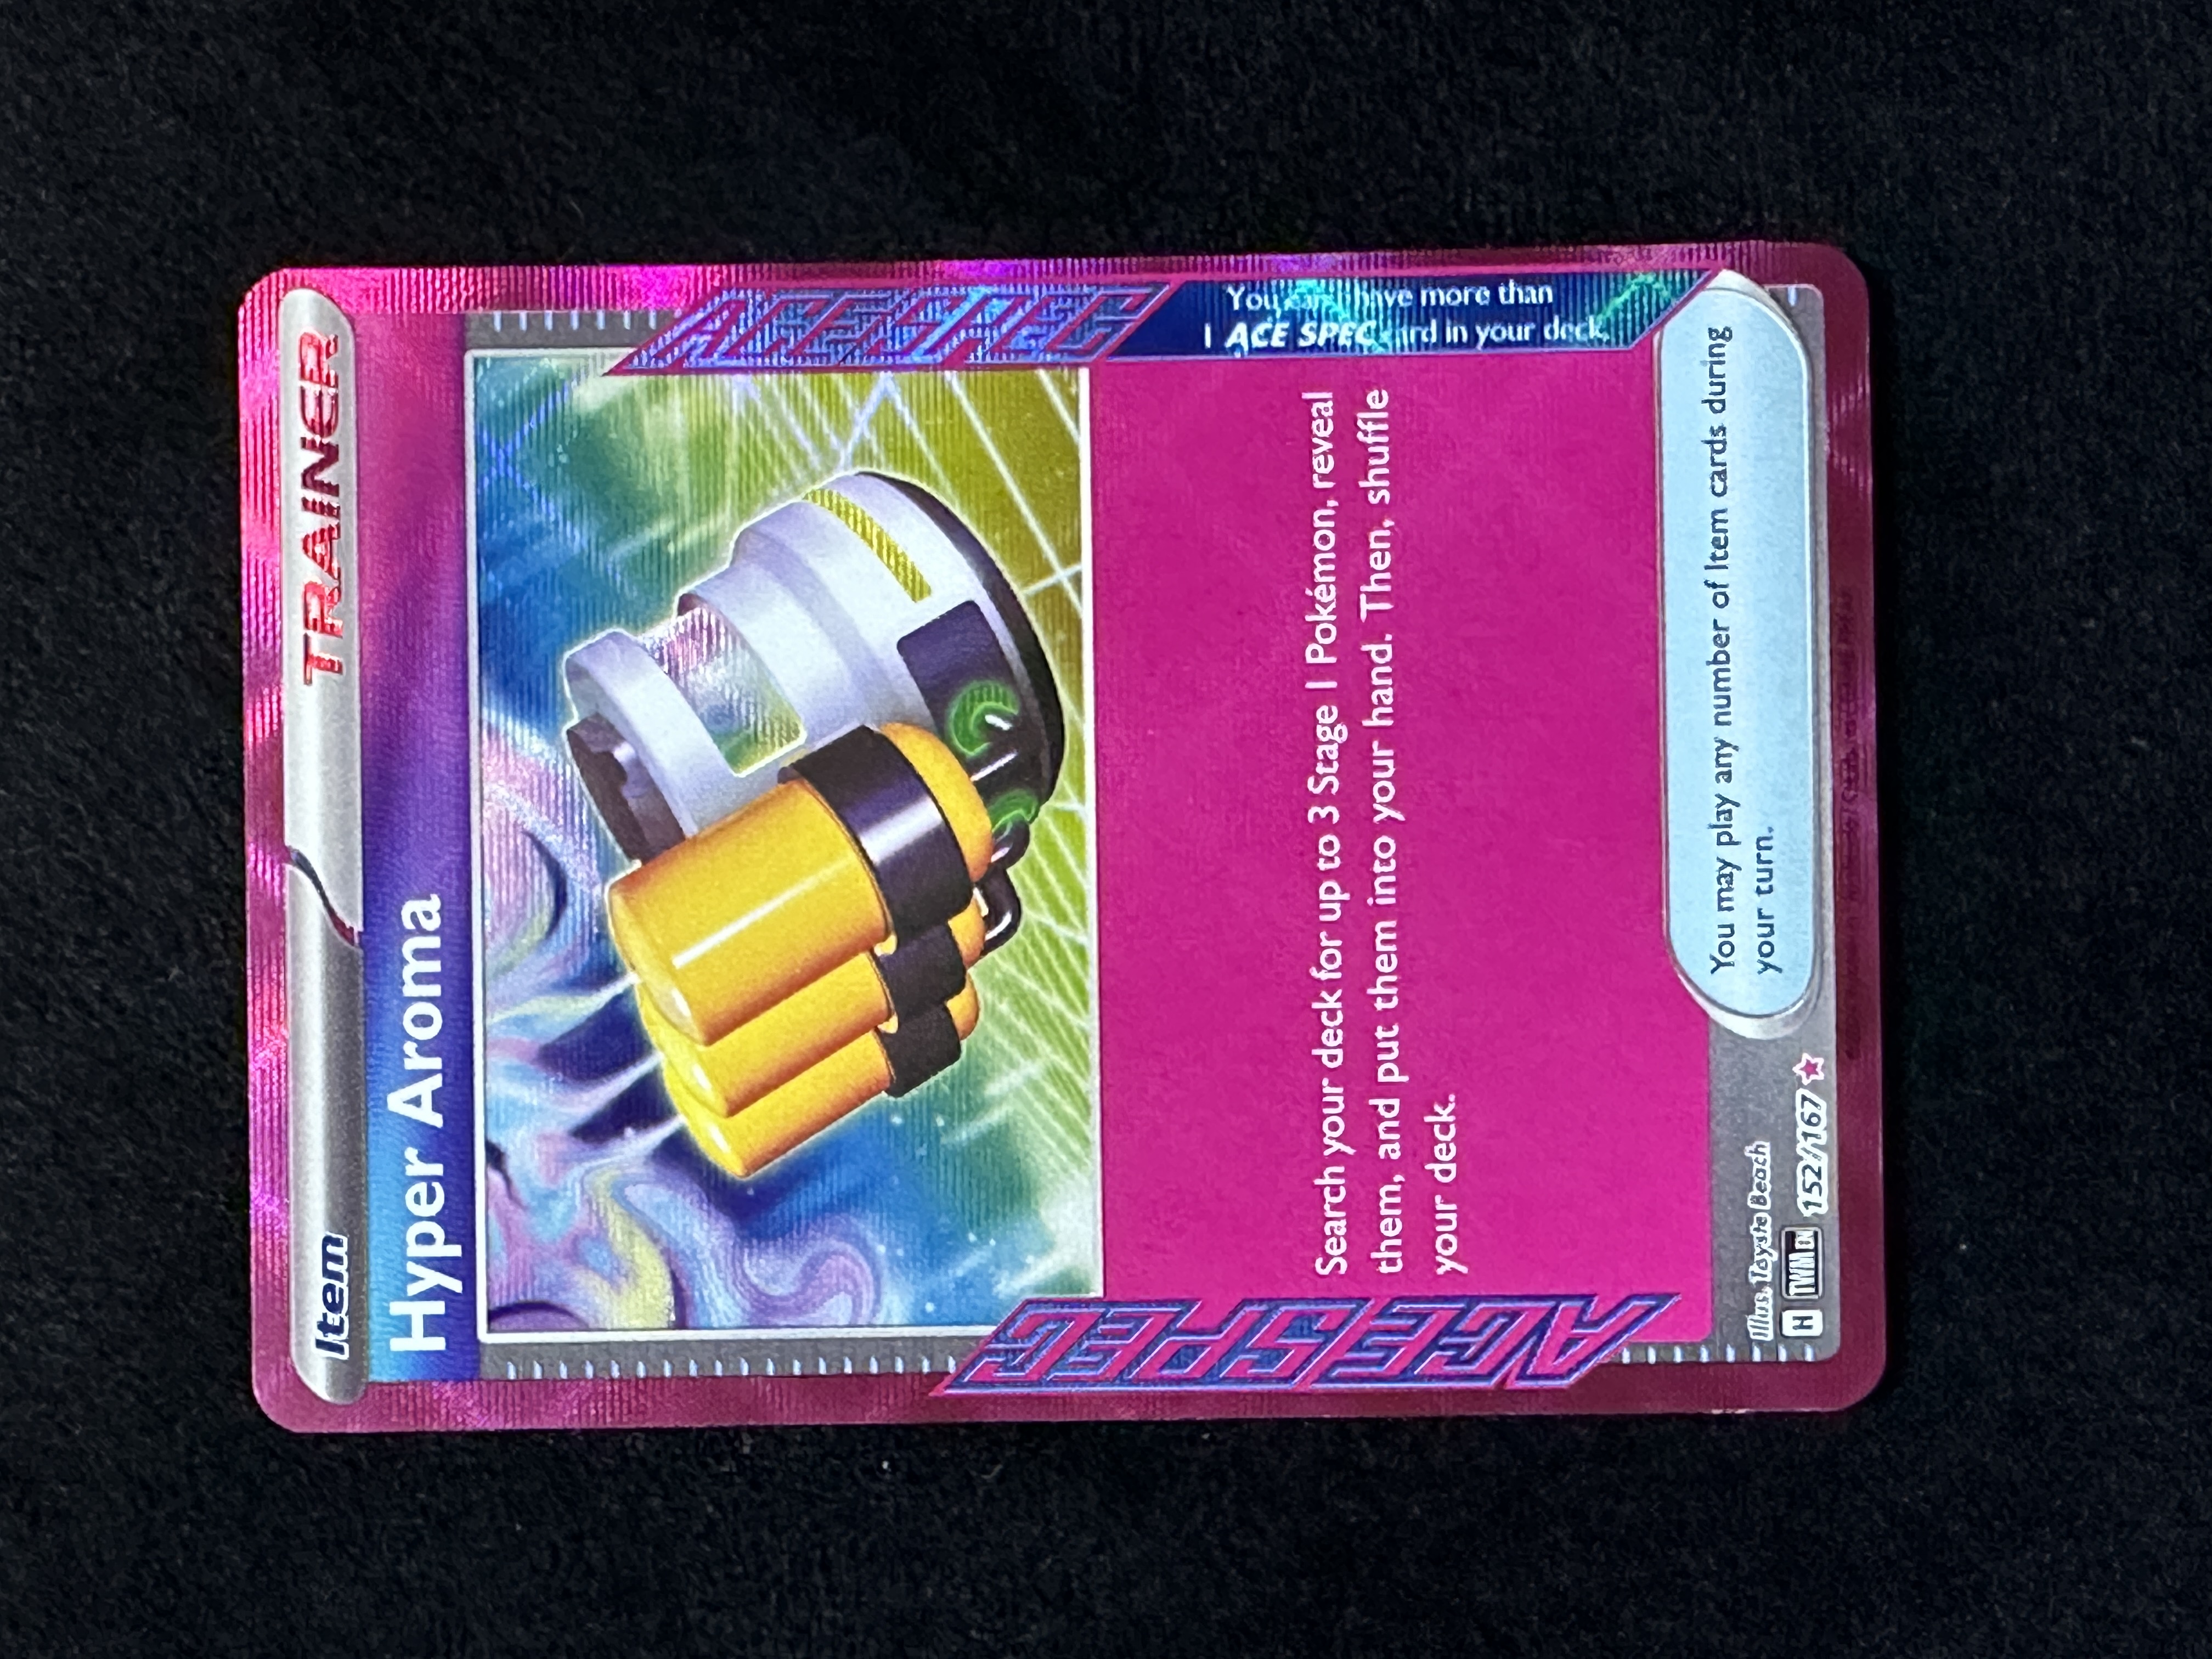 Item
TRAINER
Hyper Aroma
ACE SPEC
You can't have more than
1 ACE SPEC card in your deck.
Search your deck for up to 3 Stage 1 Pokémon, reveal
them, and put them into your hand. Then, shuffle
your deck.
ACE SPEC
You may play any number of Item cards during
your turn.
Illus. Toyste Beach
H TWM EN 152/167